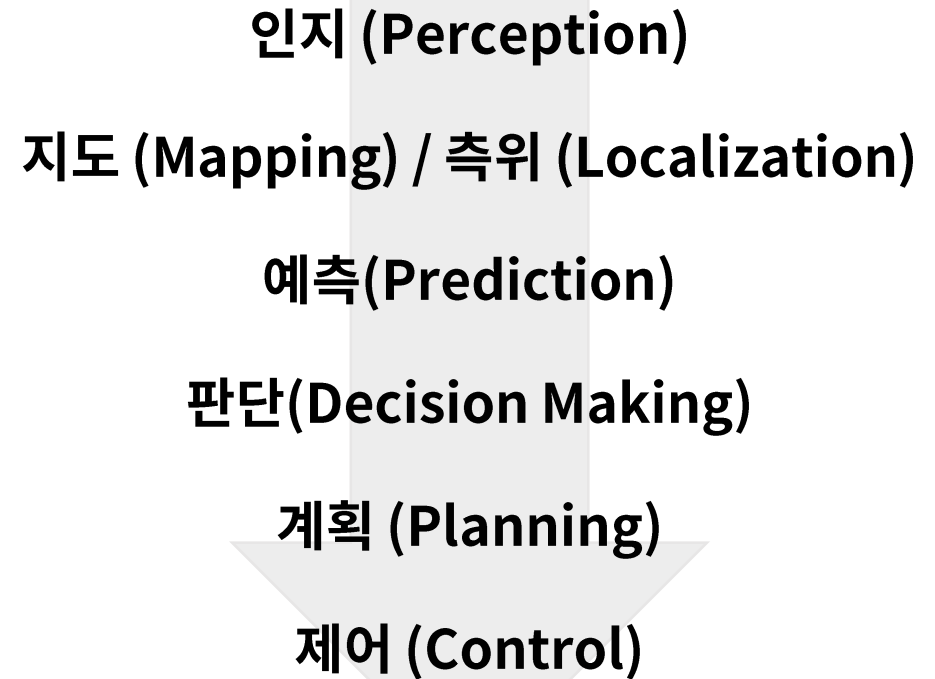 인지 (Perception)
지도 (Mapping) / 측위 (Localization)
예측(Prediction)
판단(Decision Making)
계획 (Planning)
제어 (Control)